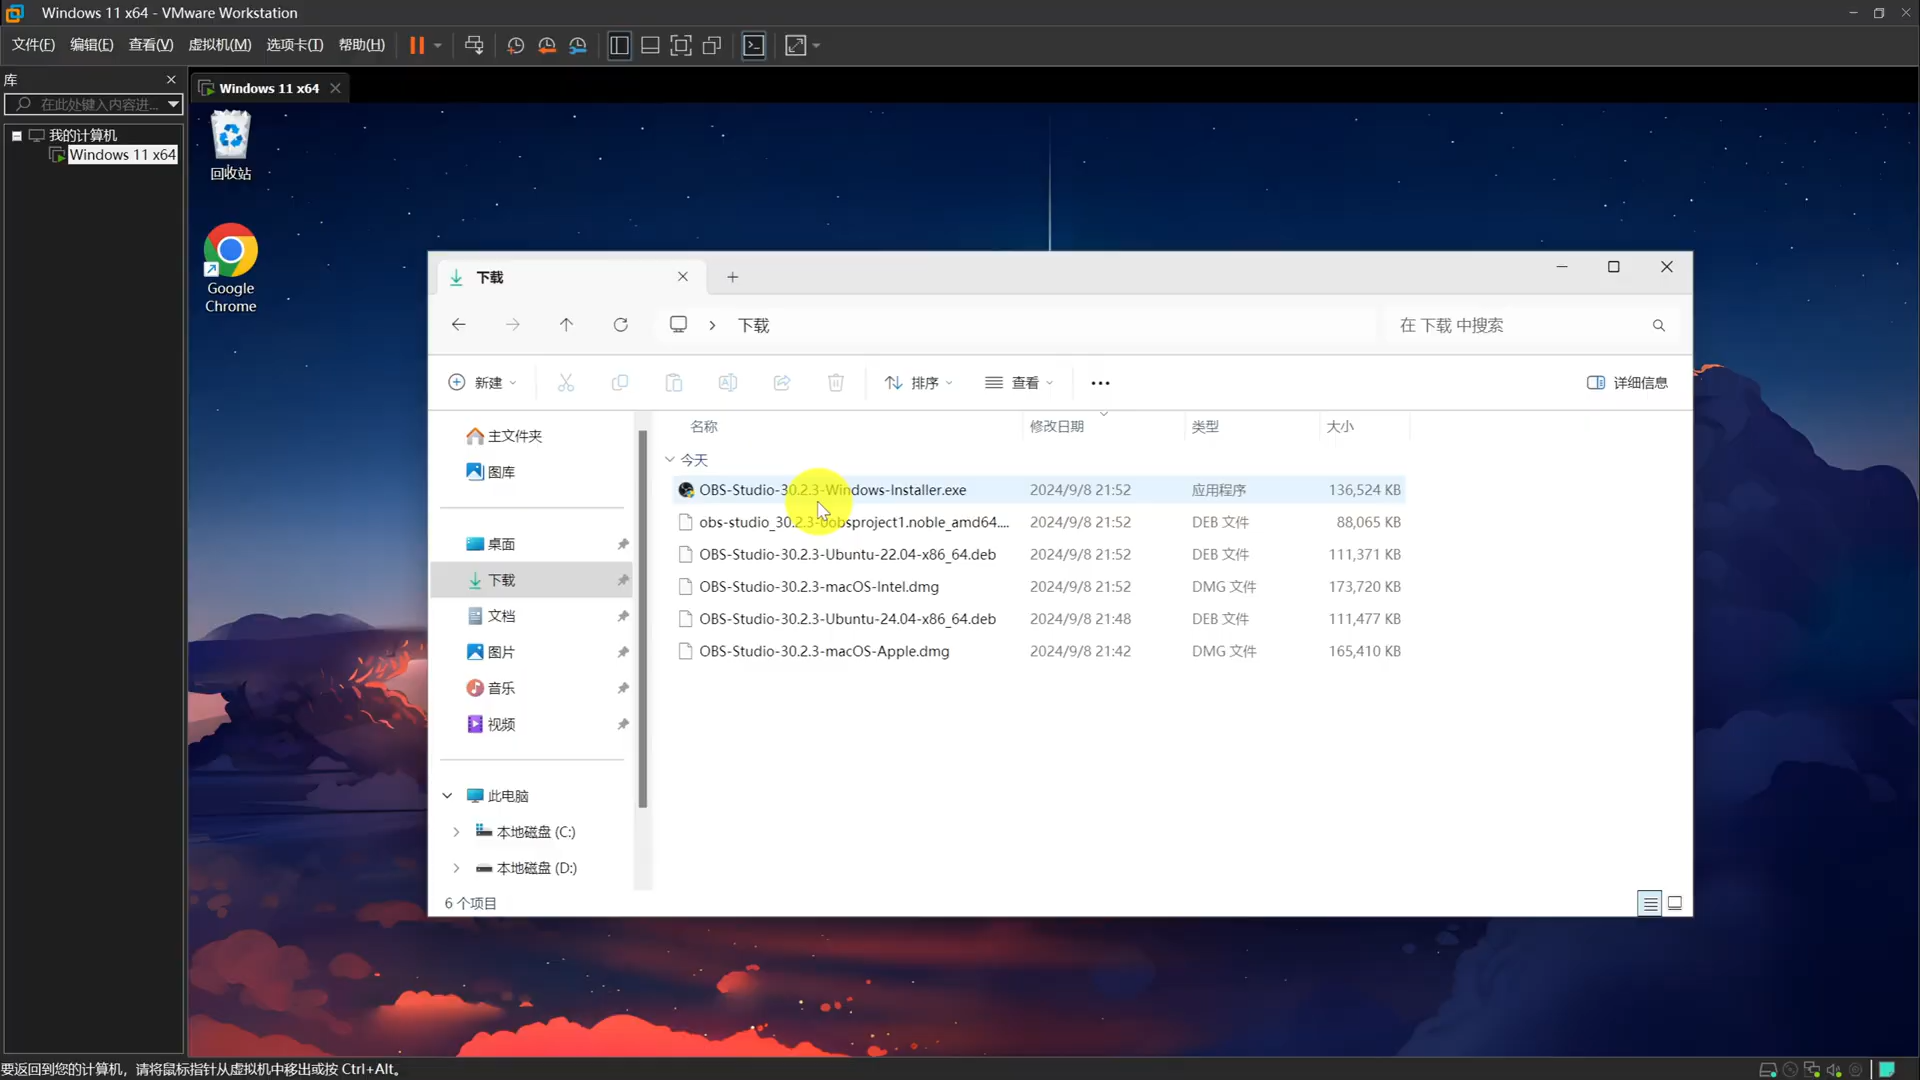 Windows 11 x64 - VMware Workstation
文件(F) 编辑(E) 查看(V) 虚拟机(M) 选项卡(T) 帮助(H)
库
在此处键入内容进...
我的计算机
Windows 11 x64
Windows 11 x64
回收站
Google
Chrome
下载
下载
在 下载 中搜索
新建 排序 查看 详细信息
主文件夹
图库
桌面
下载
文档
图片
音乐
视频
此电脑
本地磁盘 (C:)
本地磁盘 (D:)
名称 修改日期 类型 大小
今天
OBS-Studio-30.2.3-Windows-Installer.exe 2024/9/8 21:52 应用程序 136,524 KB
obs-studio_30.2.3-0obsproject1.noble_amd64.... 2024/9/8 21:52 DEB 文件 88,065 KB
OBS-Studio-30.2.3-Ubuntu-22.04-x86_64.deb 2024/9/8 21:52 DEB 文件 111,371 KB
OBS-Studio-30.2.3-macOS-Intel.dmg 2024/9/8 21:52 DMG 文件 173,720 KB
OBS-Studio-30.2.3-Ubuntu-24.04-x86_64.deb 2024/9/8 21:48 DEB 文件 111,477 KB
OBS-Studio-30.2.3-macOS-Apple.dmg 2024/9/8 21:42 DMG 文件 165,410 KB
6 个项目
要返回到您的计算机，请将鼠标指针从虚拟机中移出或按 Ctrl+Alt。